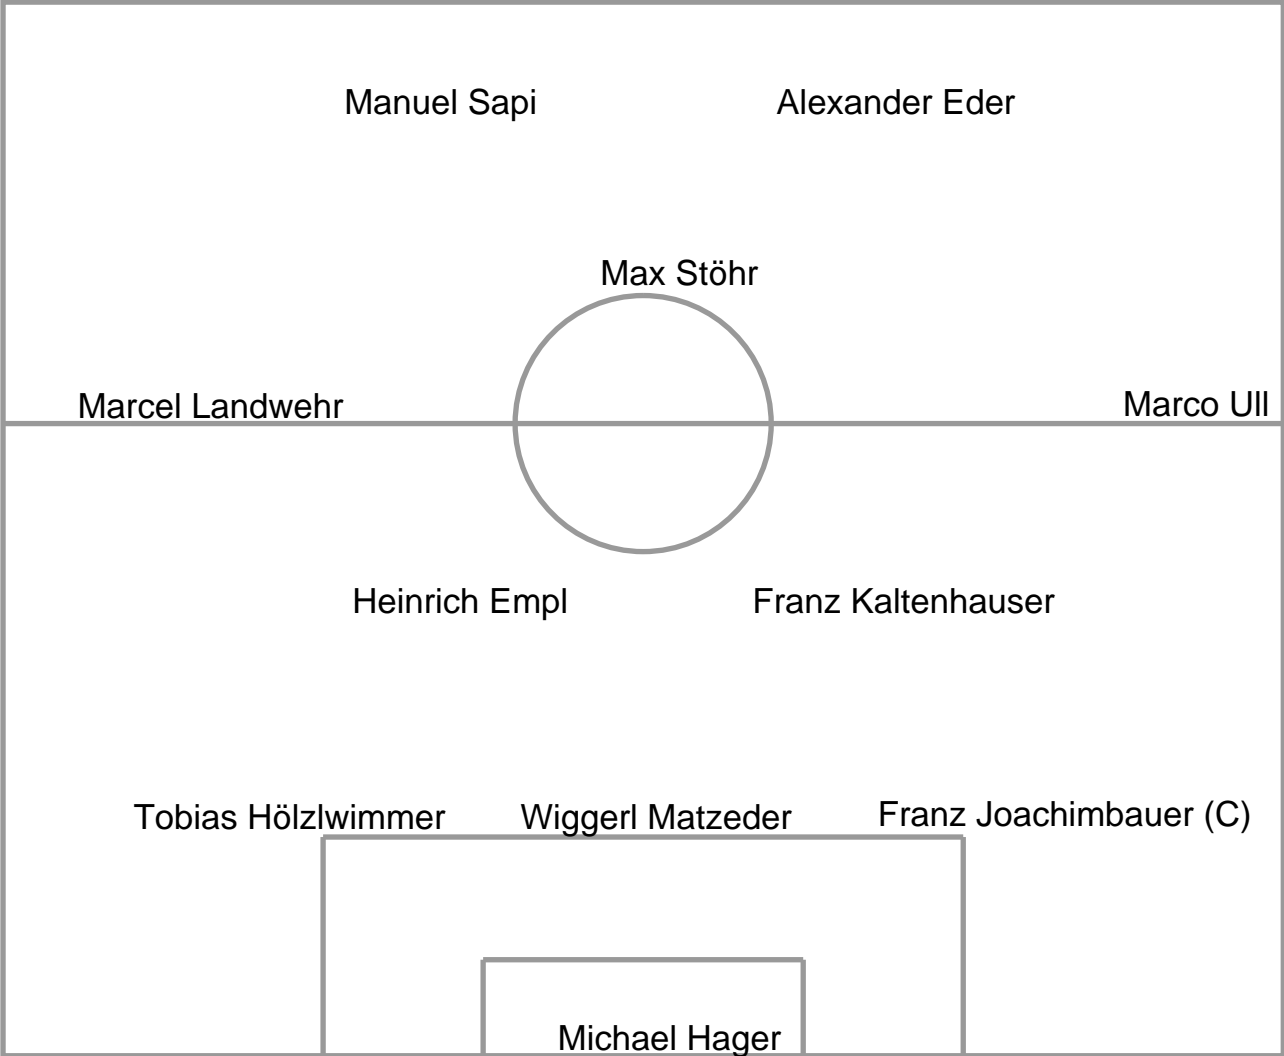 Manuel Sapi
Alexander Eder
Max Stöhr
Marcel Landwehr
Marco Ull
Heinrich Empl
Franz Kaltenhauser
Tobias Hölzlwimmer
Wiggerl Matzeder
Franz Joachimbauer (C)
Michael Hager